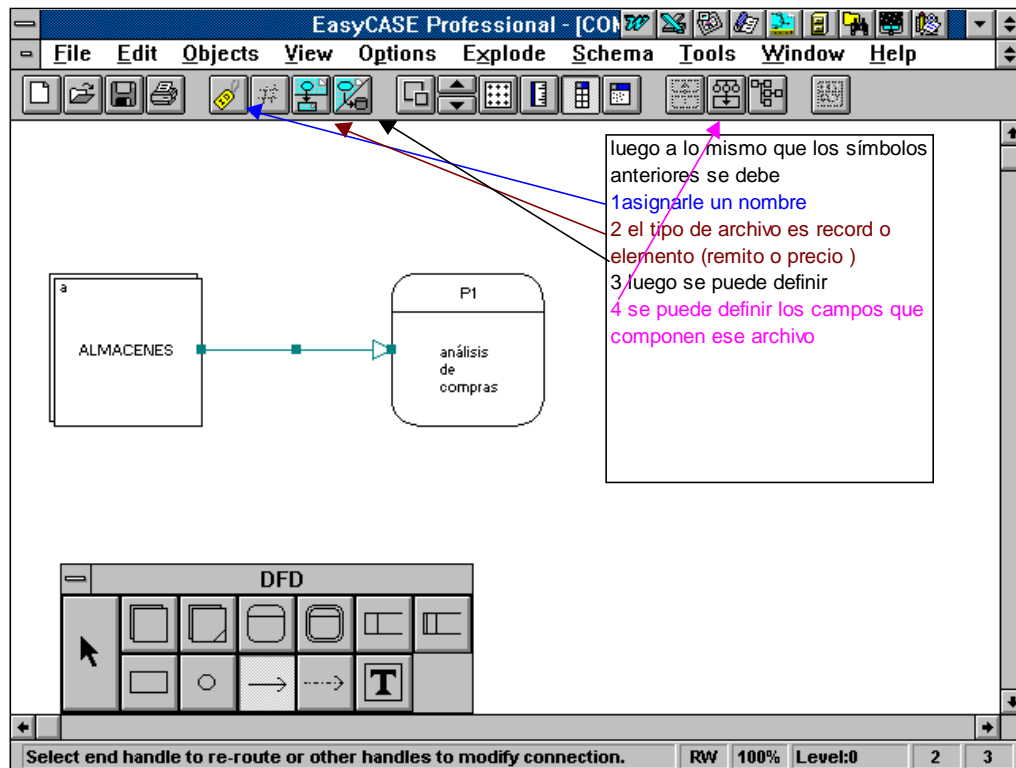 EasyCASE Professional - [CON
File Edit Objects View Options Explode Schema Tools Window Help
luego a lo mismo que los símbolos
anteriores se debe
1asignarle un nombre
2 el tipo de archivo es record o
elemento (remito o precio )
3 luego se puede definir
4 se puede definir los campos que
componen ese archivo
a
ALMACENES
P1
análisis
de
compras
DFD
T
Select end handle to re-route or other handles to modify connection. RW 100% Level:0 2 3